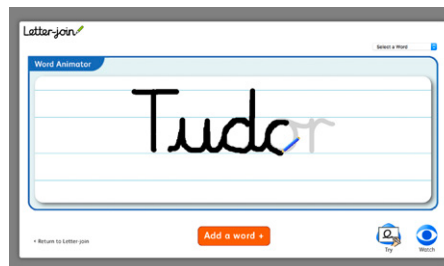 Letter-join
Select a Word
Word Animator
Tudor
< Return to Letter-join
Add a word +
Try
Watch